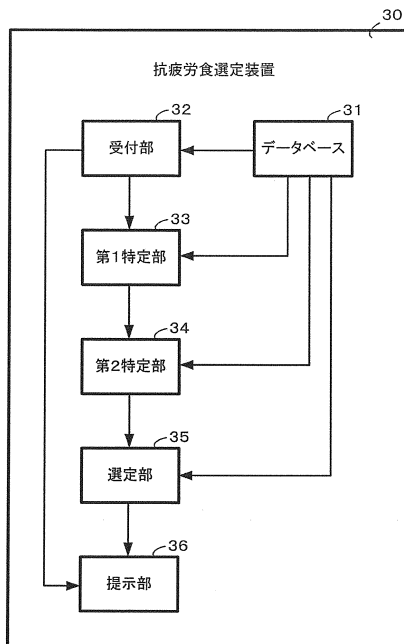 30
抗疲労食選定装置
32
受付部
31
データベース
33
第1特定部
34
第2特定部
35
選定部
36
提示部